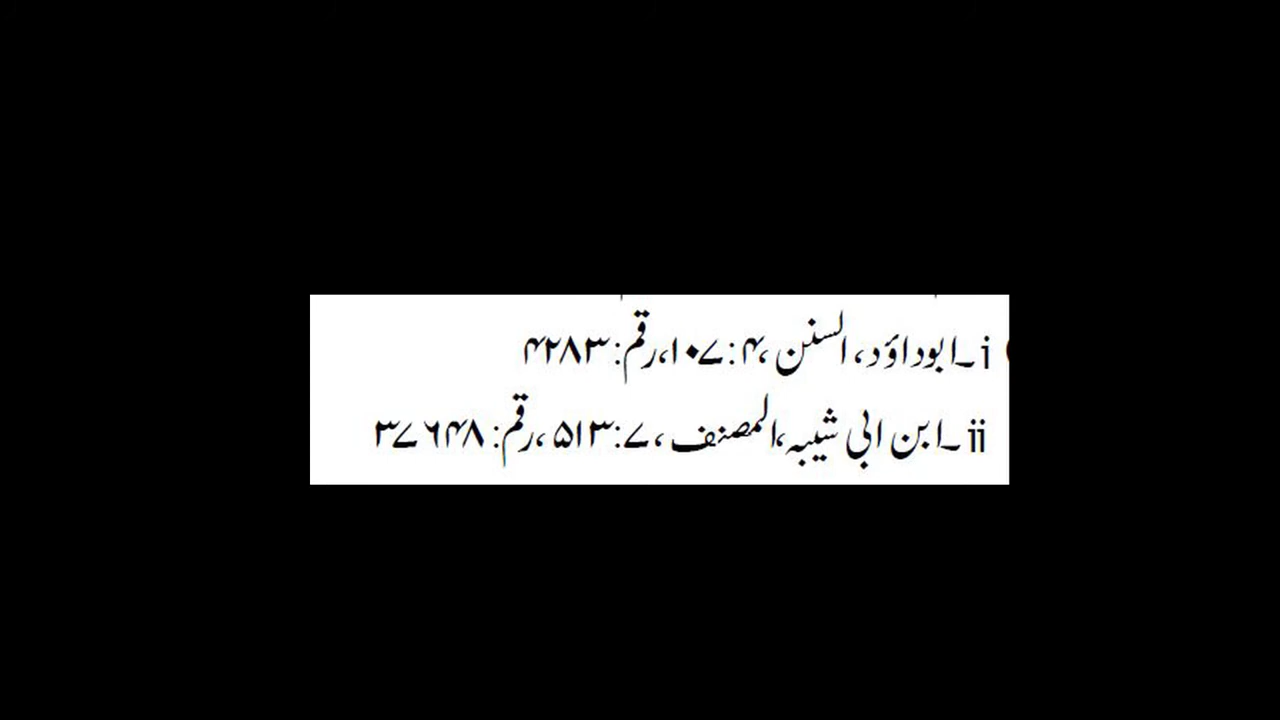 i۔ابوداؤد، السنن ،۴: ۱۰۷،رقم: ۴۲۸۳
ii۔ابن ابی شیبہ،المصنف ،۷: ۵۱۳ ،رقم: ۳۷۶۴۸